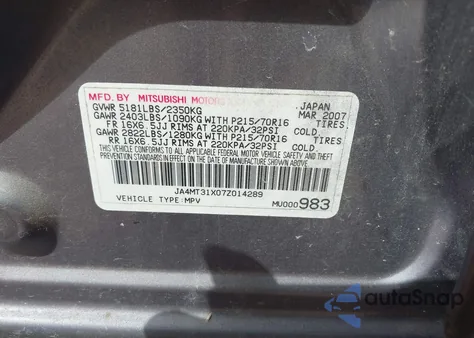 MFD. BY MITSUBISHI MOTORS JAPAN
GVWR 5181LBS/2350KG MAR 2007
GAWR 2403LBS/1090KG WITH P215/70R16 TIRES
FR 16X6.5JJ RIMS AT 220KPA/32PSI COLD.
GAWR 2822LBS/1280KG WITH P215/70R16 TIRES
RR 16X6.5JJ RIMS AT 220KPA/32PSI COLD.
THIS VEHICLE CONFORMS TO ALL APPLICABLE
FEDERAL MOTOR VEHICLE SAFETY, BUMPER AND THEFT
PREVENTION STANDARDS IN EFFECT ON THE DATE OF
MANUFACTURE SHOWN ABOVE.
JA4MT31X07Z014289
VEHICLE TYPE:MPV MU000983
autoSnap